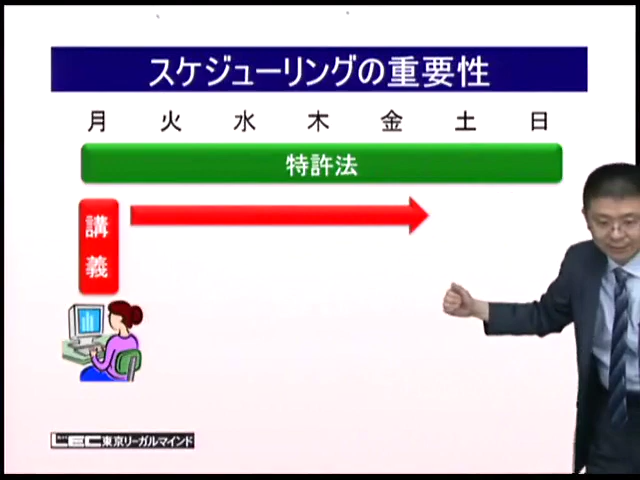 スケジューリングの重要性
月 火 水 木 金 土 日
特許法
講義
LEC東京リーガルマインド